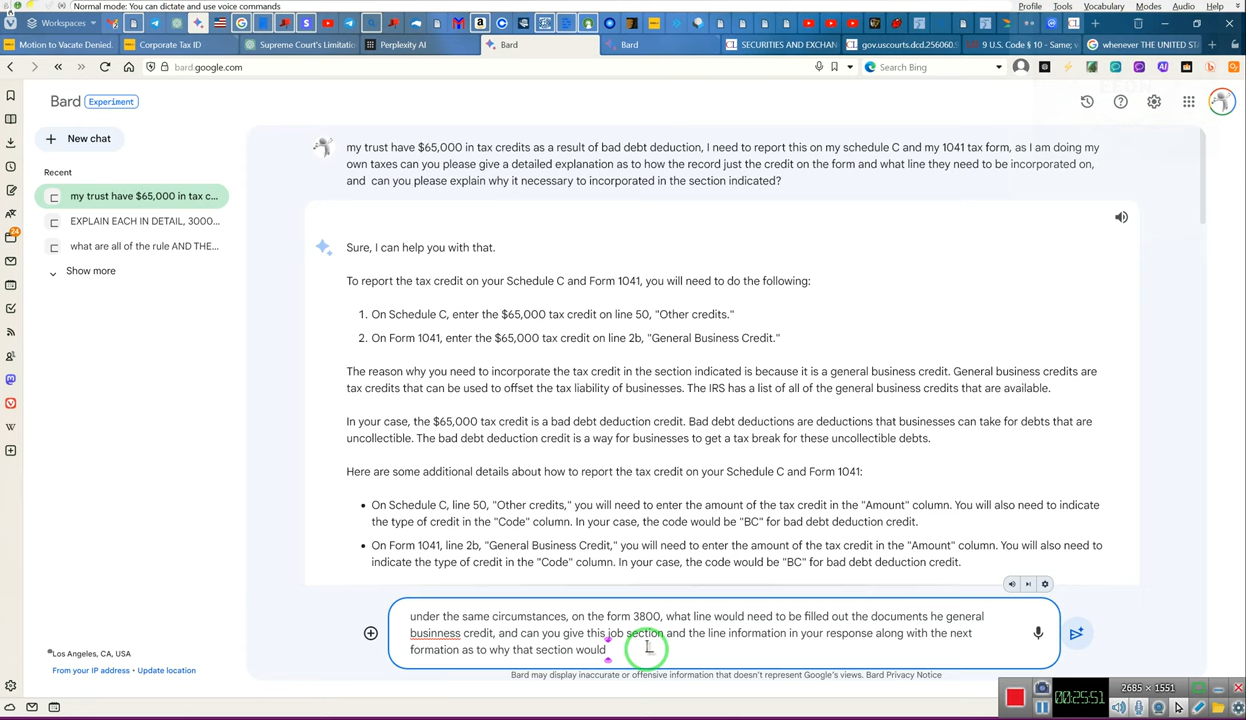 Normal mode: You can dictate and use voice commands
Profile Tools Vocabulary Modes Audio Help
Workspaces
Motion to Vacate Denied. Corporate Tax ID Supreme Court's Limitatic Perplexity AI Bard Bard SECURITIES AND EXCHAN gov.uscourts.dcd.256060. 9 U.S. Code § 10 - Same; v whenever THE UNITED ST
bard.google.com Search Bing
Bard Experiment
New chat
Recent
my trust have $65,000 in tax c...
EXPLAIN EACH IN DETAIL, 3000...
what are all of the rule AND THE...
Show more
my trust have $65,000 in tax credits as a result of bad debt deduction, I need to report this on my schedule C and my 1041 tax form, as I am doing my
own taxes can you please give a detailed explanation as to how the record just the credit on the form and what line they need to be incorporated on,
and can you please explain why it necessary to incorporated in the section indicated?
Sure, I can help you with that.
To report the tax credit on your Schedule C and Form 1041, you will need to do the following:
1. On Schedule C, enter the $65,000 tax credit on line 50, "Other credits."
2. On Form 1041, enter the $65,000 tax credit on line 2b, "General Business Credit."
The reason why you need to incorporate the tax credit in the section indicated is because it is a general business credit. General business credits are
tax credits that can be used to offset the tax liability of businesses. The IRS has a list of all of the general business credits that are available.
In your case, the $65,000 tax credit is a bad debt deduction credit. Bad debt deductions are deductions that businesses can take for debts that are
uncollectible. The bad debt deduction credit is a way for businesses to get a tax break for these uncollectible debts.
Here are some additional details about how to report the tax credit on your Schedule C and Form 1041:
• On Schedule C, line 50, "Other credits," you will need to enter the amount of the tax credit in the "Amount" column. You will also need to indicate
the type of credit in the "Code" column. In your case, the code would be "BC" for bad debt deduction credit.
• On Form 1041, line 2b, "General Business Credit," you will need to enter the amount of the tax credit in the "Amount" column. You will also need to
indicate the type of credit in the "Code" column. In your case, the code would be "BC" for bad debt deduction credit.
under the same circumstances, on the form 3800, what line would need to be filled out the documents he general
businness credit, and can you give this job section and the line information in your response along with the next
formation as to why that section would
Los Angeles, CA, USA
From your IP address • Update location
Bard may display inaccurate or offensive information that doesn't represent Google's views. Bard Privacy Notice
00:25:51
2685 × 1551